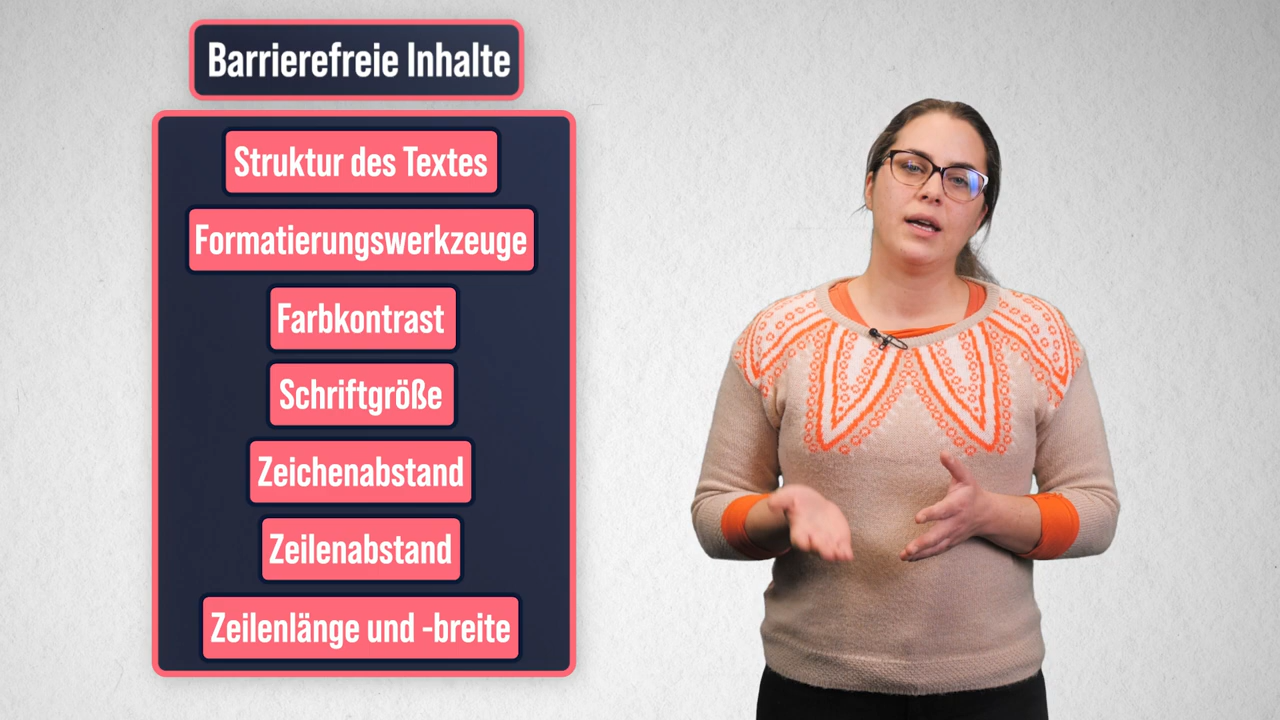 Barrierefreie Inhalte
Struktur des Textes
Formatierungswerkzeuge
Farbkontrast
Schriftgröße
Zeichenabstand
Zeilenabstand
Zeilenlänge und -breite